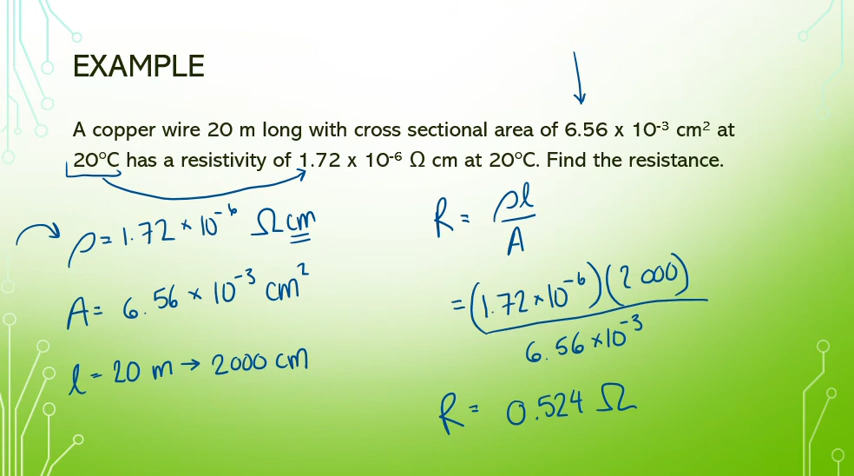 EXAMPLE
A copper wire 20 m long with cross sectional area of 6.56 x 10⁻³ cm² at
20°C has a resistivity of 1.72 x 10⁻⁶ Ω cm at 20°C. Find the resistance.
ρ = 1.72 × 10⁻⁶ Ω cm
A = 6.56 × 10⁻³ cm²
l = 20 m → 2000 cm
R = ρl / A
= (1.72 × 10⁻⁶)(2000)
6.56 × 10⁻³
R = 0.524 Ω